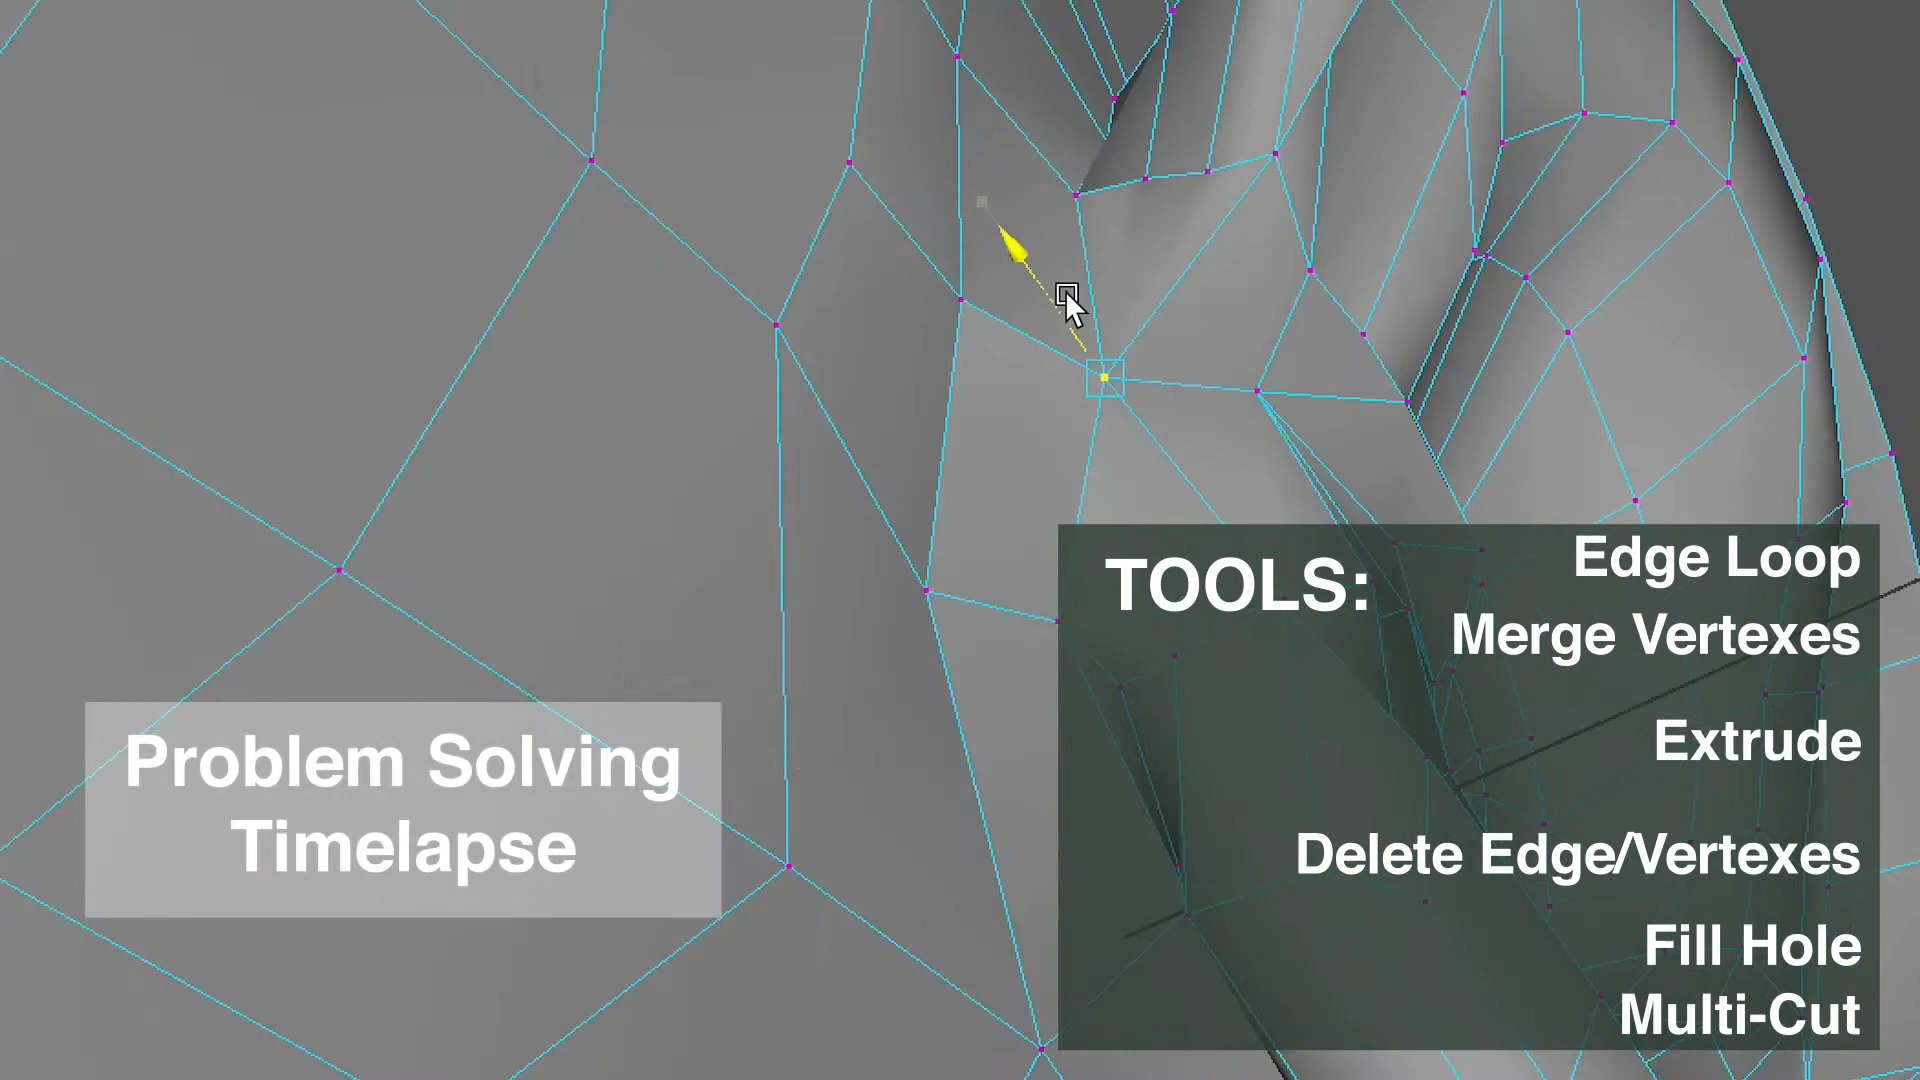 Problem Solving
Timelapse
TOOLS:
Edge Loop
Merge Vertexes
Extrude
Delete Edge/Vertexes
Fill Hole
Multi-Cut